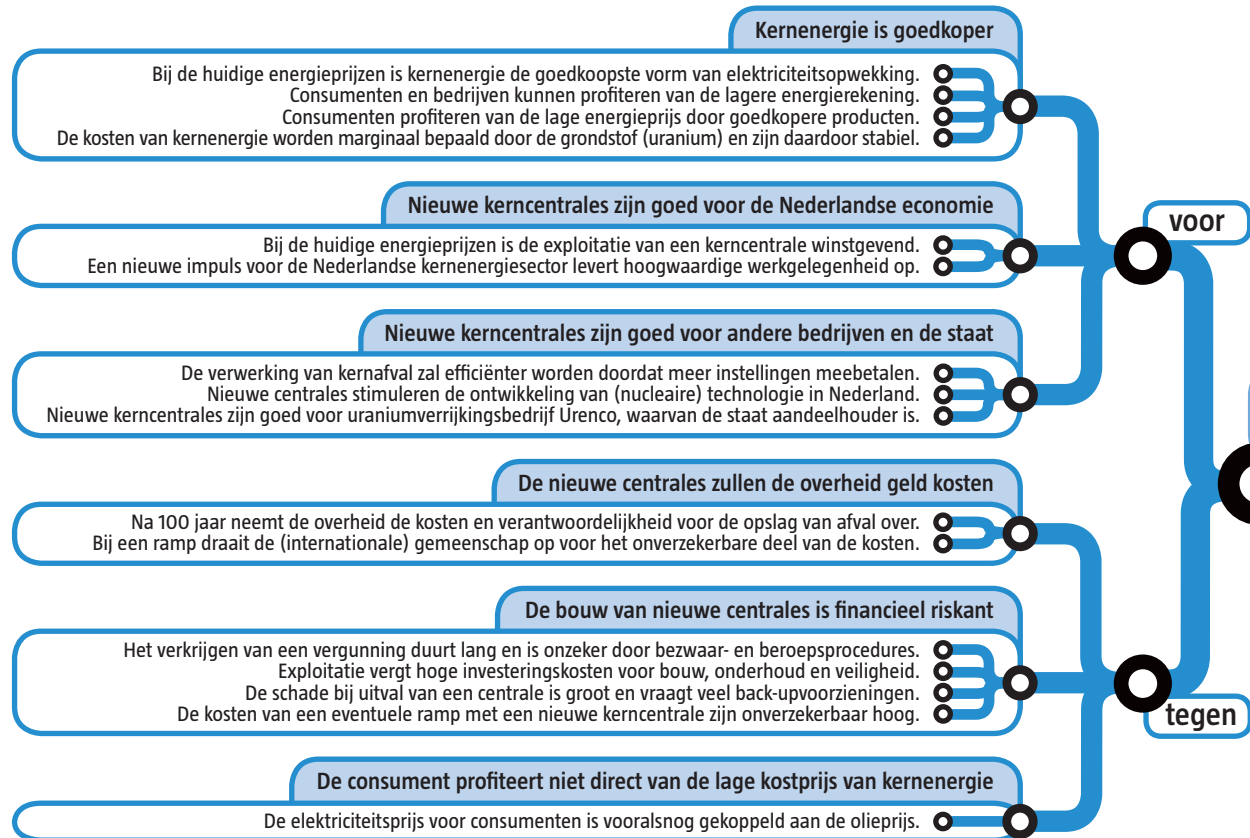 Kernenergie is goedkoper
Bij de huidige energieprijzen is kernenergie de goedkoopste vorm van elektriciteitsopwekking.
Consumenten en bedrijven kunnen profiteren van de lagere energierekening.
Consumenten profiteren van de lage energieprijs door goedkopere producten.
De kosten van kernenergie worden marginaal bepaald door de grondstof (uranium) en zijn daardoor stabiel.
Nieuwe kerncentrales zijn goed voor de Nederlandse economie
Bij de huidige energieprijzen is de exploitatie van een kerncentrale winstgevend.
Een nieuwe impuls voor de Nederlandse kernenergiesector levert hoogwaardige werkgelegenheid op.
voor
Nieuwe kerncentrales zijn goed voor andere bedrijven en de staat
De verwerking van kernafval zal efficiënter worden doordat meer instellingen meebetalen.
Nieuwe centrales stimuleren de ontwikkeling van (nucleaire) technologie in Nederland.
Nieuwe kerncentrales zijn goed voor uraniumverrijkingsbedrijf Urenco, waarvan de staat aandeelhouder is.
De nieuwe centrales zullen de overheid geld kosten
Na 100 jaar neemt de overheid de kosten en verantwoordelijkheid voor de opslag van afval over.
Bij een ramp draait de (internationale) gemeenschap op voor het onverzekerbare deel van de kosten.
De bouw van nieuwe centrales is financieel riskant
Het verkrijgen van een vergunning duurt lang en is onzeker door bezwaar- en beroepsprocedures.
Exploitatie vergt hoge investeringskosten voor bouw, onderhoud en veiligheid.
De schade bij uitval van een centrale is groot en vraagt veel back-upvoorzieningen.
De kosten van een eventuele ramp met een nieuwe kerncentrale zijn onverzekerbaar hoog.
tegen
De consument profiteert niet direct van de lage kostprijs van kernenergie
De elektriciteitsprijs voor consumenten is vooralsnog gekoppeld aan de olieprijs.